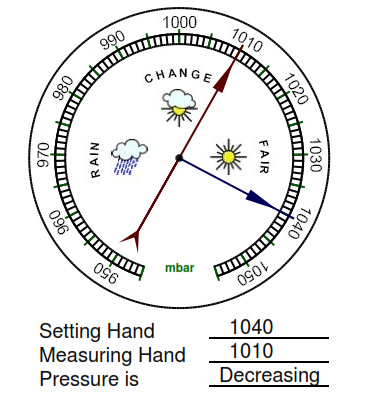 1000
990
1010
980
1020
CHANGE
970
RAIN
FAIR
1030
960
1040
950
mbar
1050
Setting Hand 1040
Measuring Hand 1010
Pressure is Decreasing